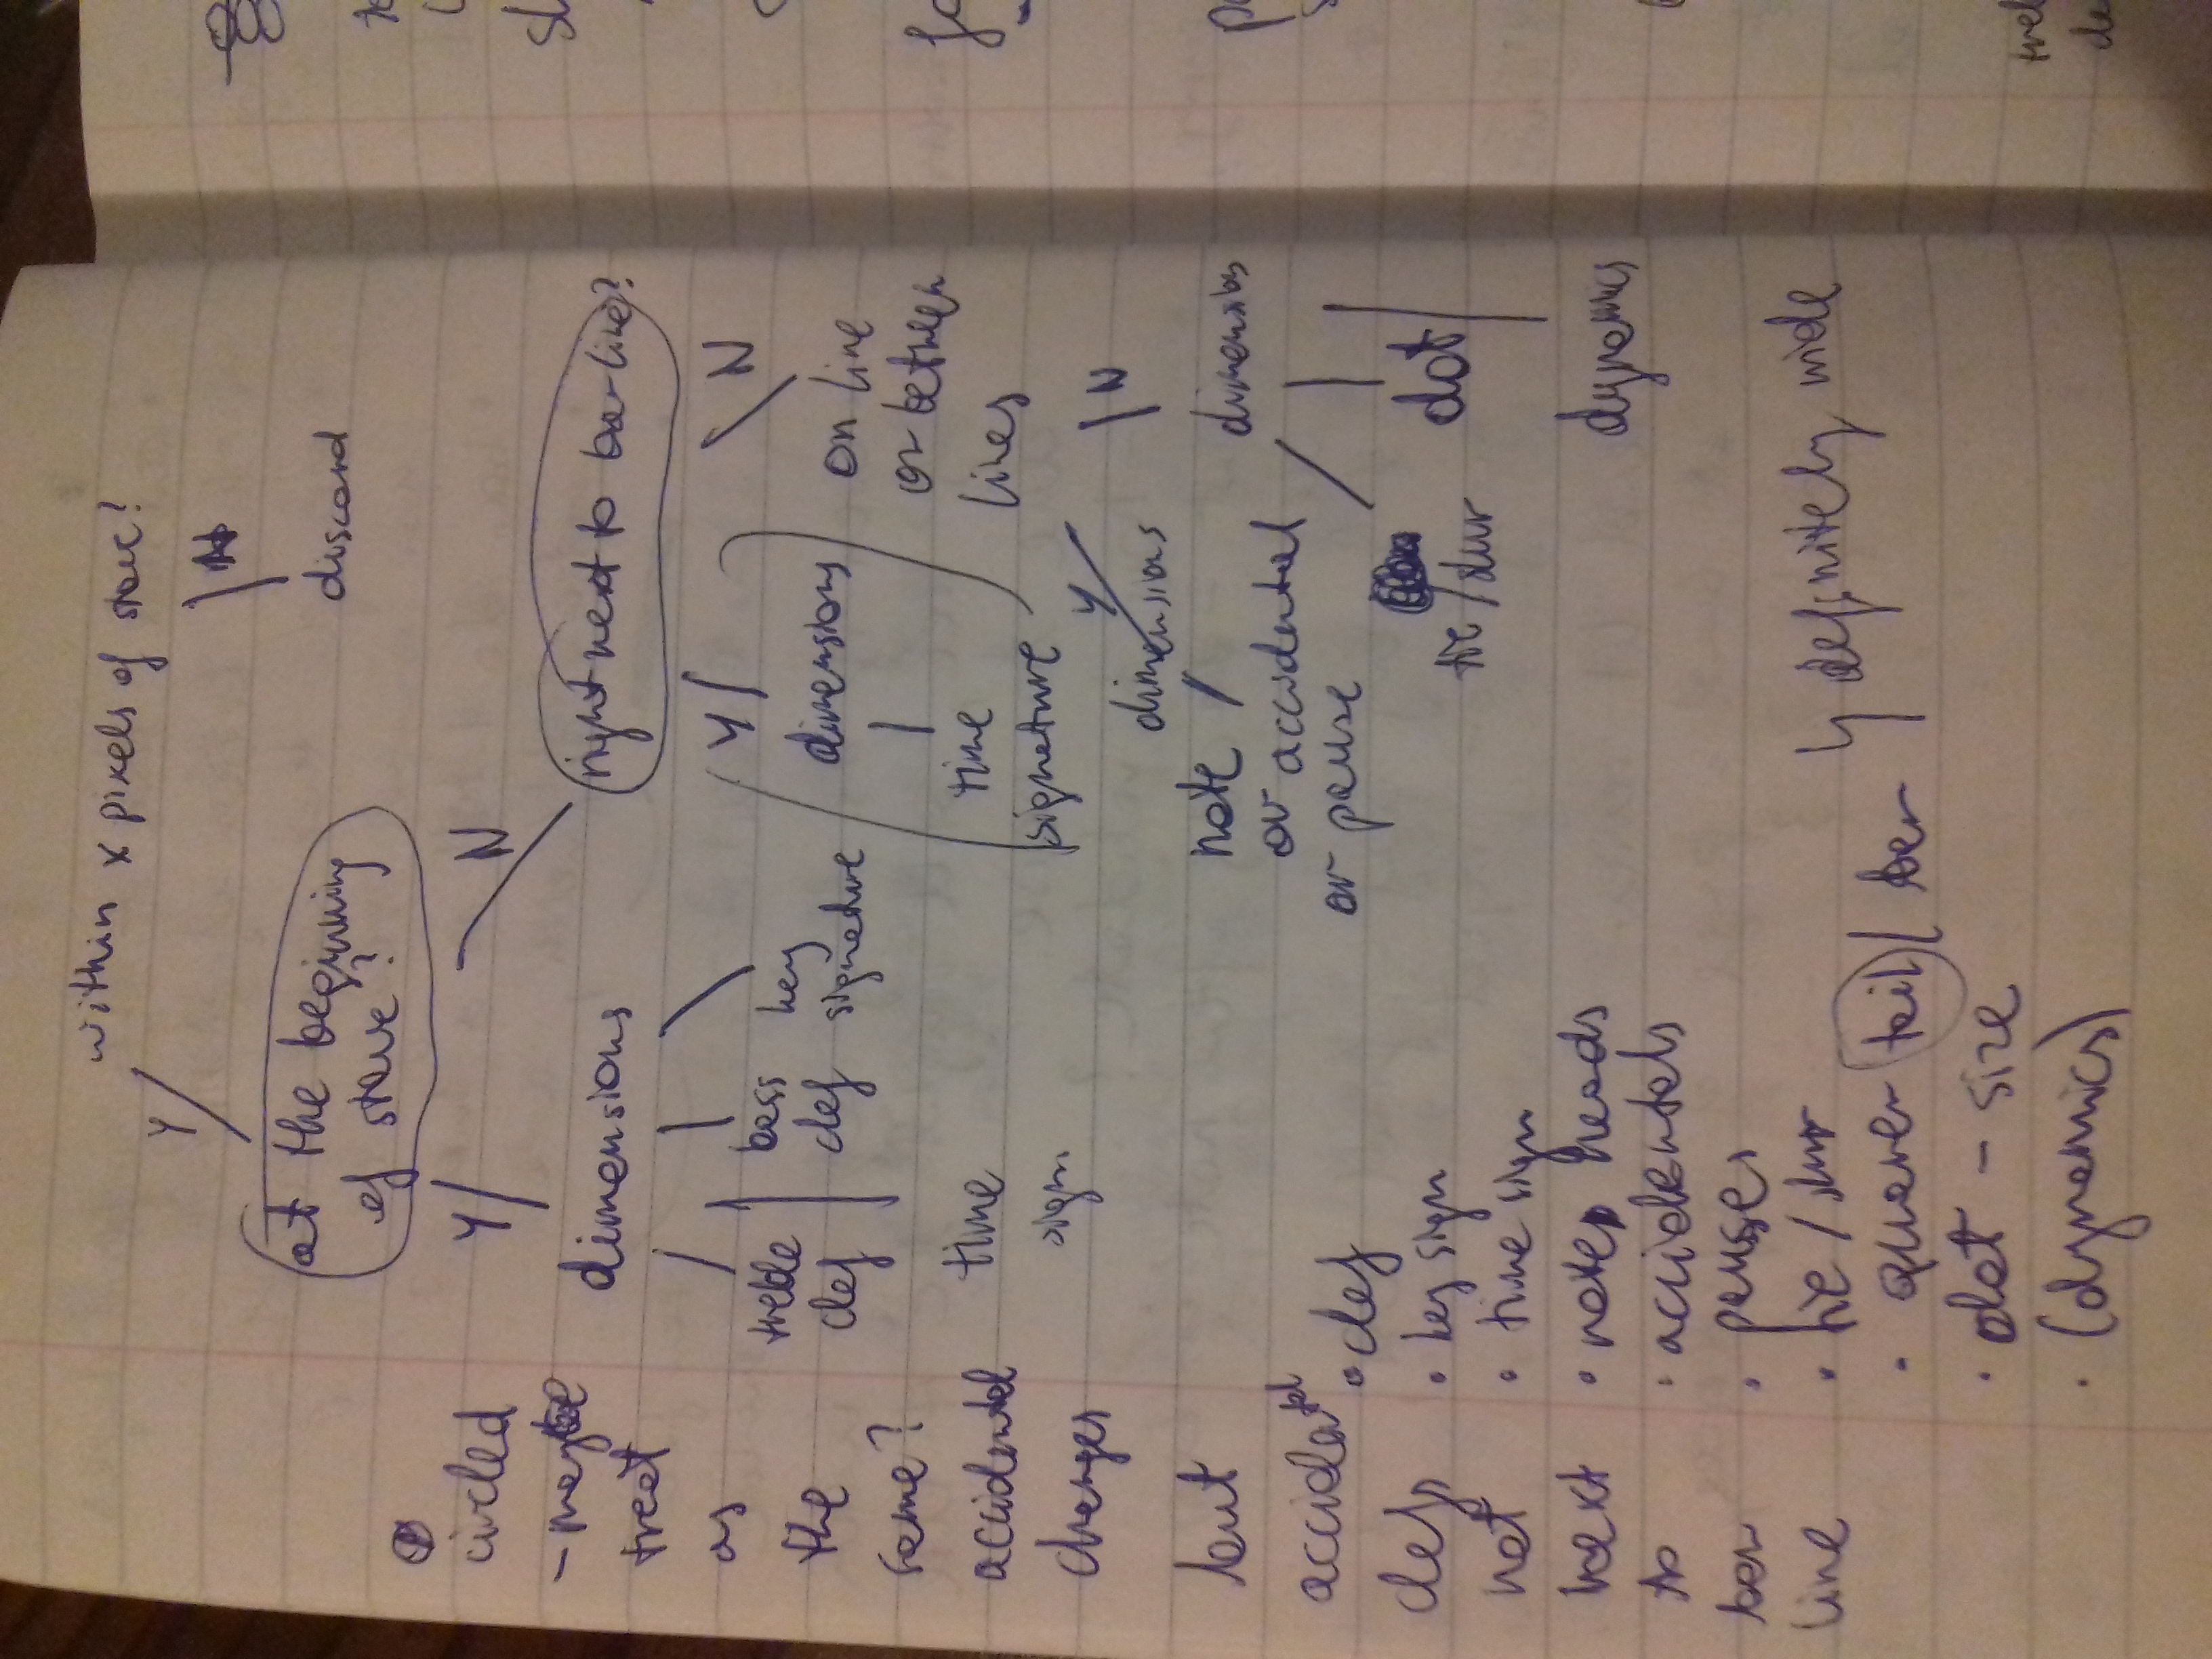 within x pixels of stave?
Y
N
at the beginning
of stave?
discard
Y
N
dimensions
right next to bar-line?
treble
clef
bass
clef
key
signature
time
sign
Y
N
dimensions
time
signature
on line
or between
lines
Y
N
dimensions
note
or accidental
or pause
dimensions
tie/slur
dot
dynamics
circled
- maybe
treat
as
the
same?
accidental
changes
but
accidental
clefs
not
next
to
bar
line
• clef
• key sign
• time sign
• note heads
• accidentals
• pauses
• tie / slur
• quaver tail / bar
definitely wide
• dot - size
• (dynamics)
tre